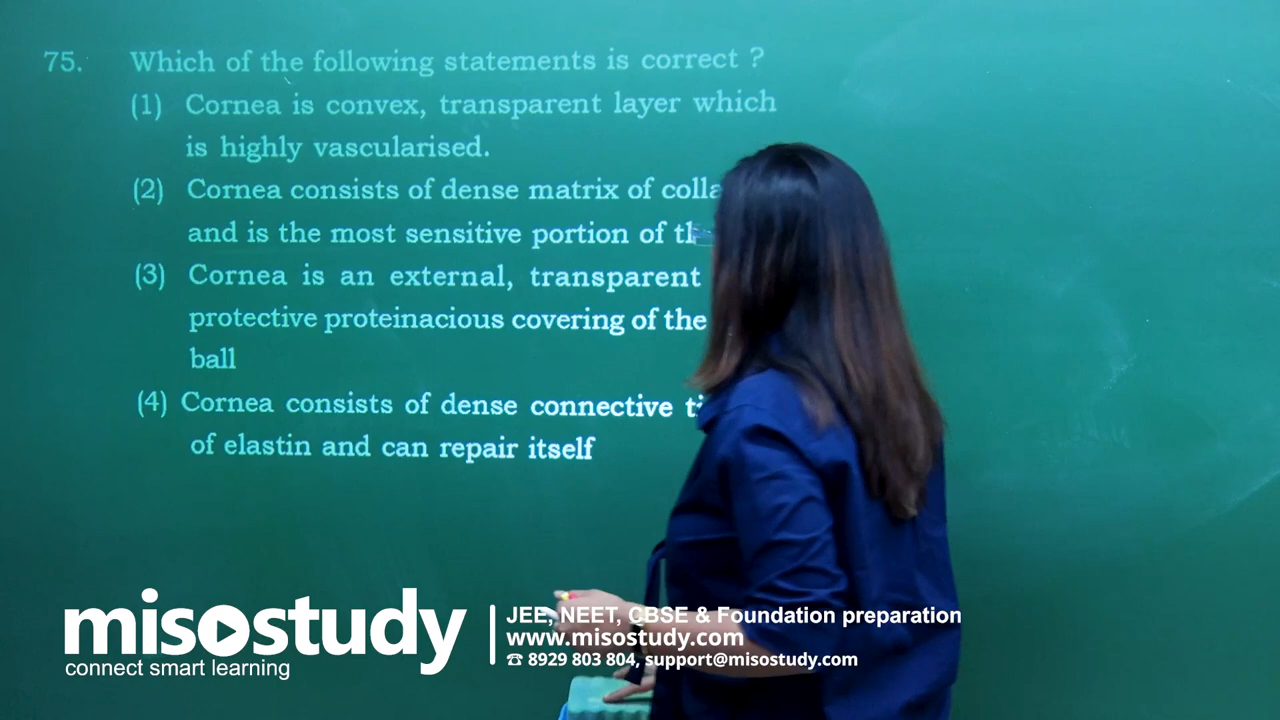 75. Which of the following statements is correct ?
(1) Cornea is convex, transparent layer which
is highly vascularised.
(2) Cornea consists of dense matrix of
and is the most sensitive portion of
(3) Cornea is an external, transparent
protective proteinacious covering of the
ball
(4) Cornea consists of dense connective
of elastin and can repair itself
misostudy
connect smart learning
JEE, NEET, CBSE & Foundation preparation
www.misostudy.com
☎ 8929 803 804, support@misostudy.com